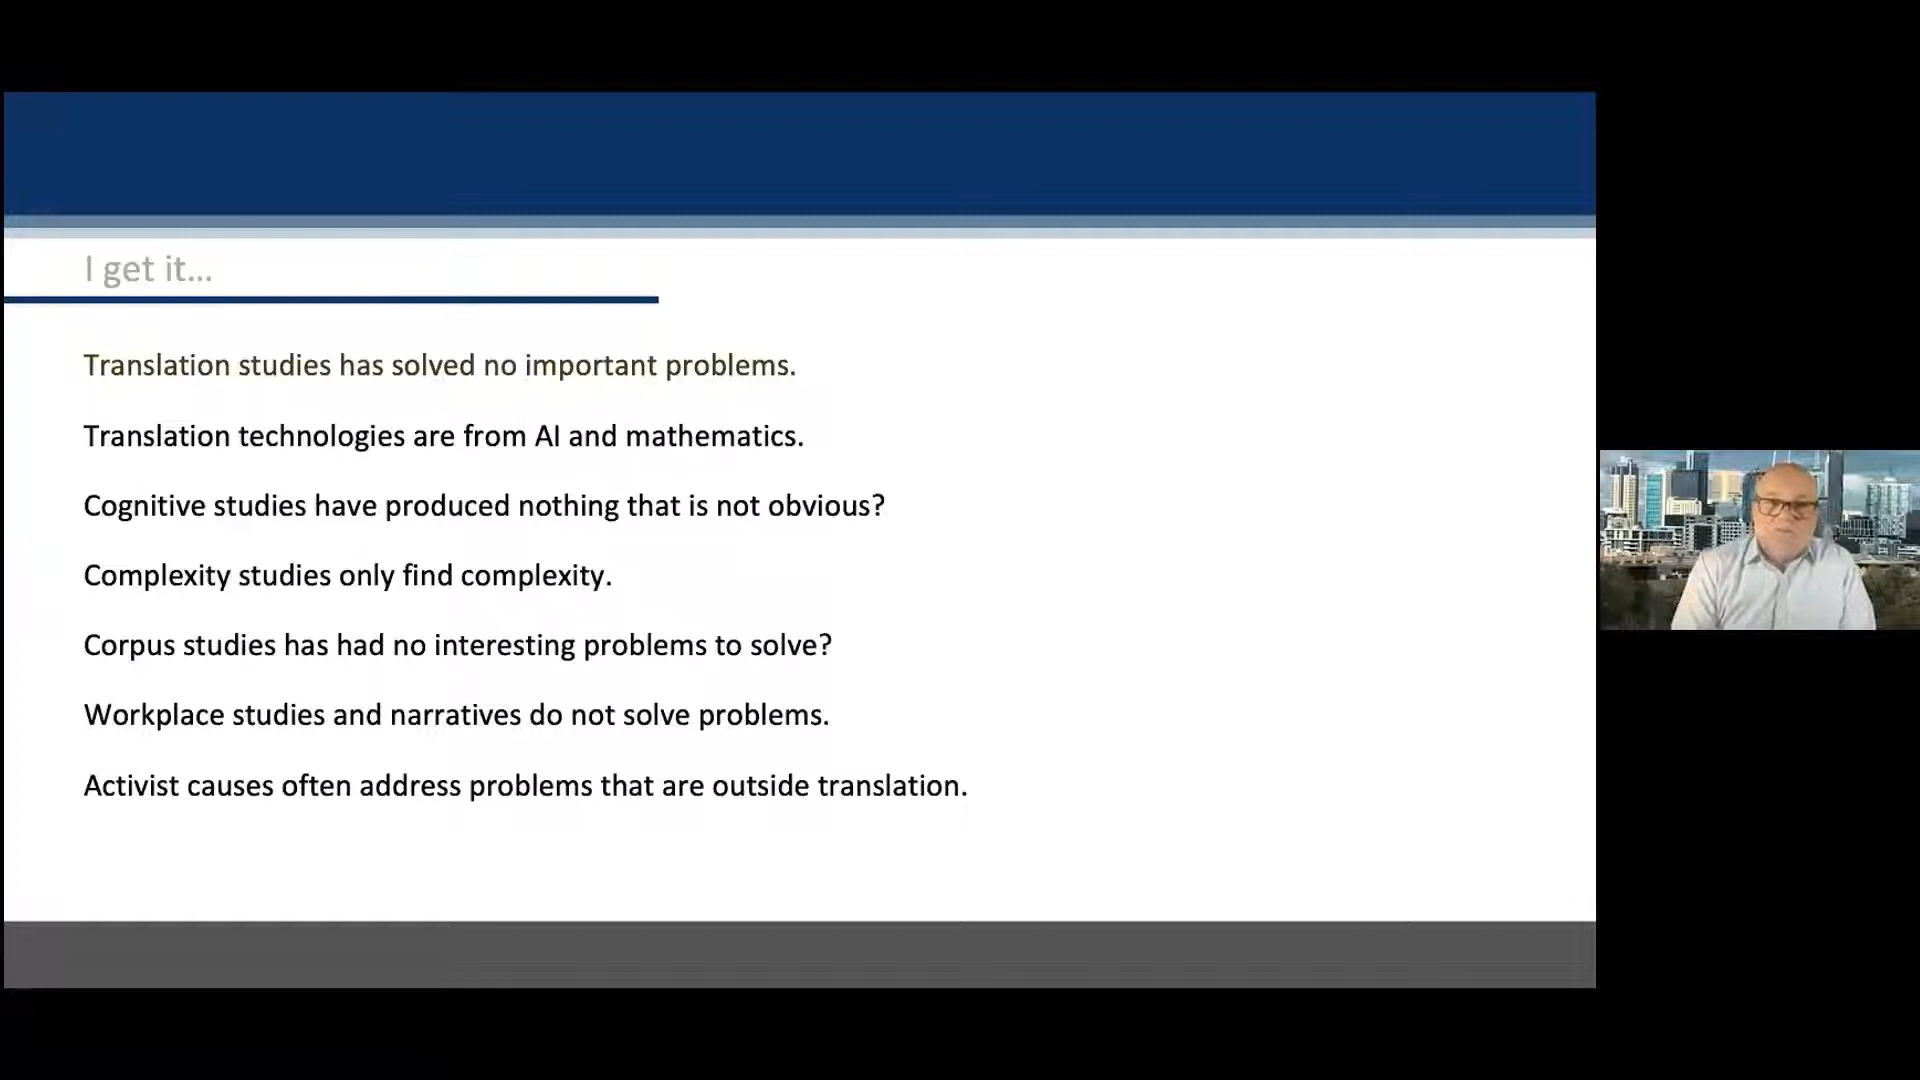 I get it...
Translation studies has solved no important problems.
Translation technologies are from AI and mathematics.
Cognitive studies have produced nothing that is not obvious?
Complexity studies only find complexity.
Corpus studies has had no interesting problems to solve?
Workplace studies and narratives do not solve problems.
Activist causes often address problems that are outside translation.